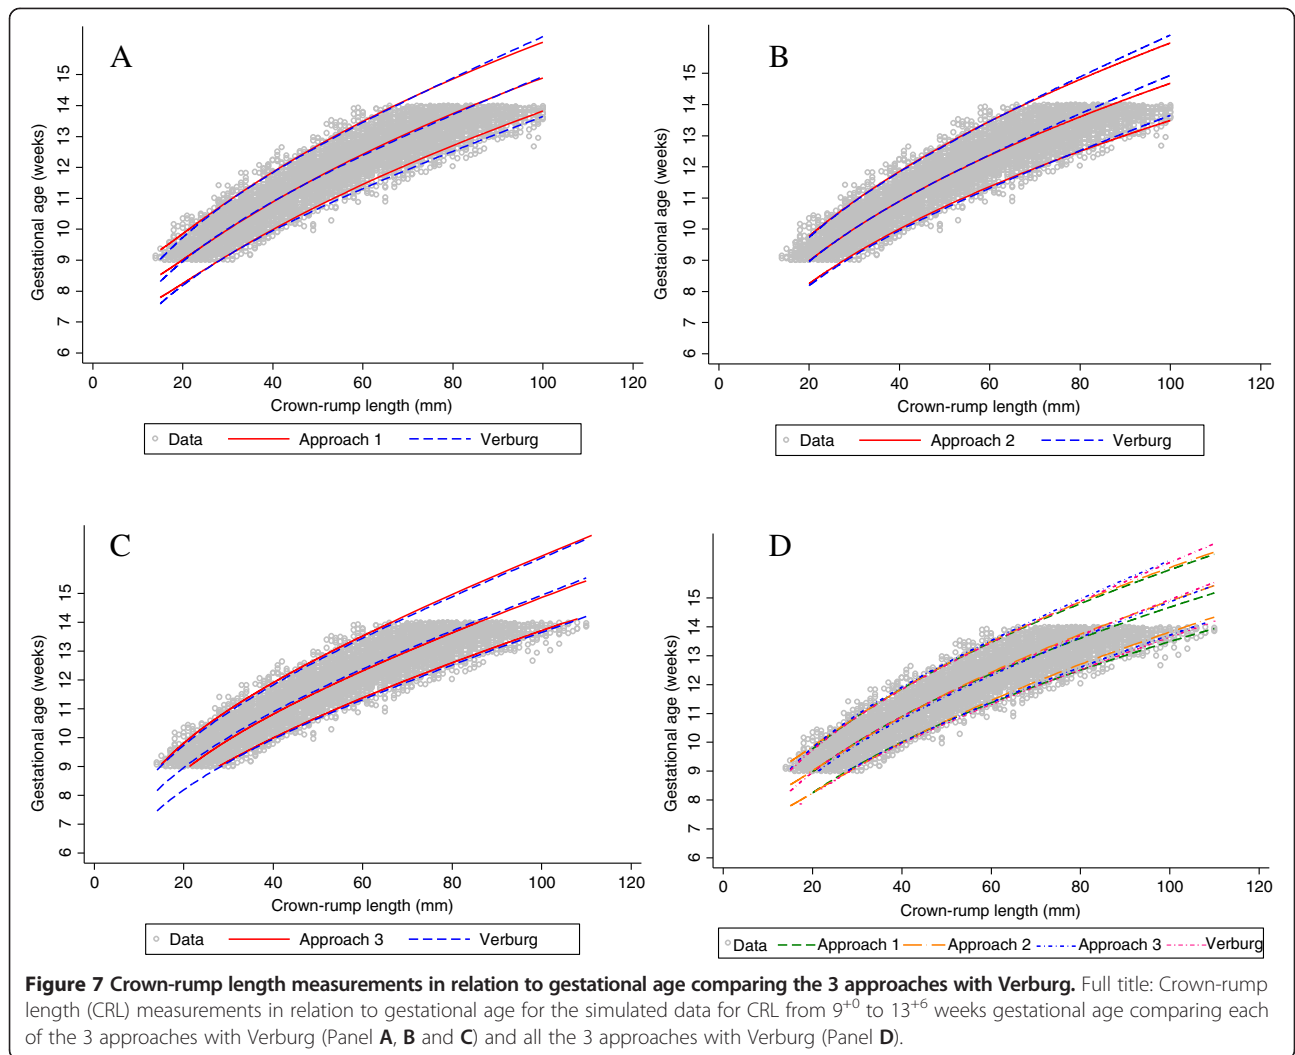 A
Gestational age (weeks)
15
14
13
12
11
10
9
8
7
6
0 20 40 60 80 100 120
Crown-rump length (mm)
Data Approach 1 Verburg
B
Gestaional age (weeks)
15
14
13
12
11
10
9
8
7
6
0 20 40 60 80 100 120
Crown-rump length (mm)
Data Approach 2 Verburg
C
Gestational age (weeks)
15
14
13
12
11
10
9
8
7
6
0 20 40 60 80 100 120
Crown-rump length (mm)
Data Approach 3 Verburg
D
Gestational age (weeks)
15
14
13
12
11
10
9
8
7
6
0 20 40 60 80 100 120
Crown-rump length (mm)
Data Approach 1 Approach 2 Approach 3 Verburg
Figure 7 Crown-rump length measurements in relation to gestational age comparing the 3 approaches with Verburg. Full title: Crown-rump
length (CRL) measurements in relation to gestational age for the simulated data for CRL from 9⁺⁰ to 13⁺⁶ weeks gestational age comparing each
of the 3 approaches with Verburg (Panel A, B and C) and all the 3 approaches with Verburg (Panel D).